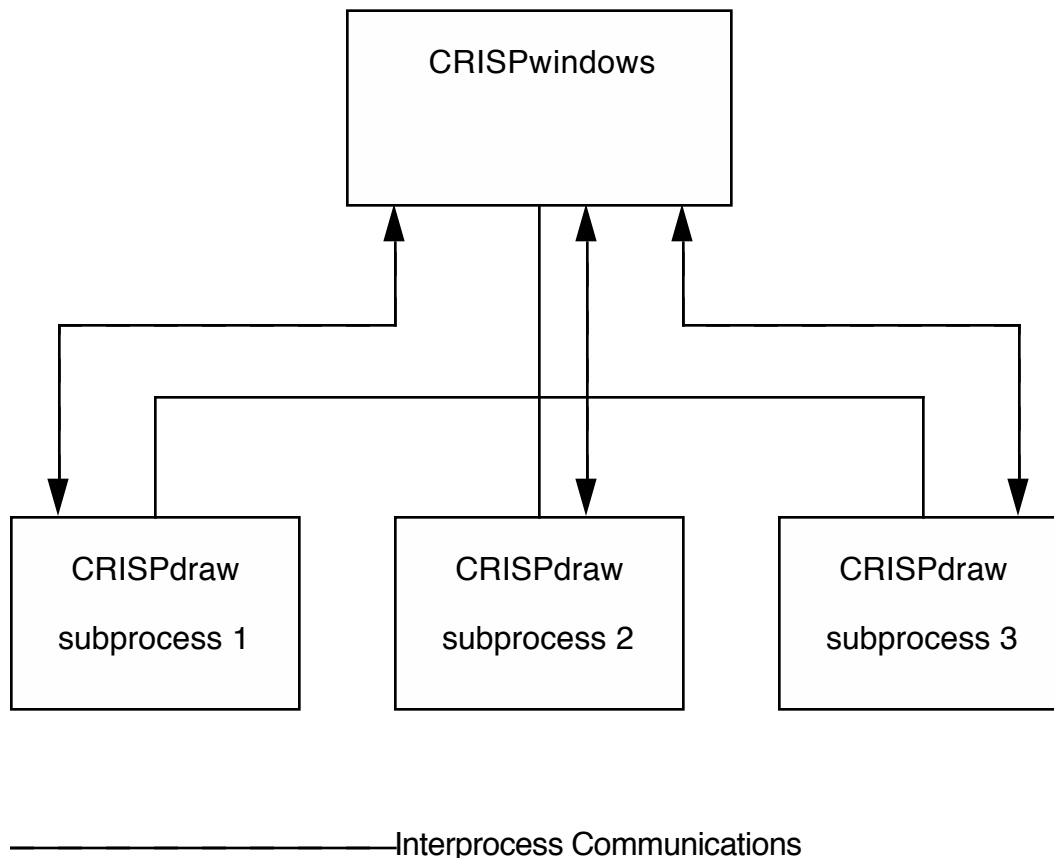 CRISPwindows
CRISPdraw
subprocess 1
CRISPdraw
subprocess 2
CRISPdraw
subprocess 3
Interprocess Communications